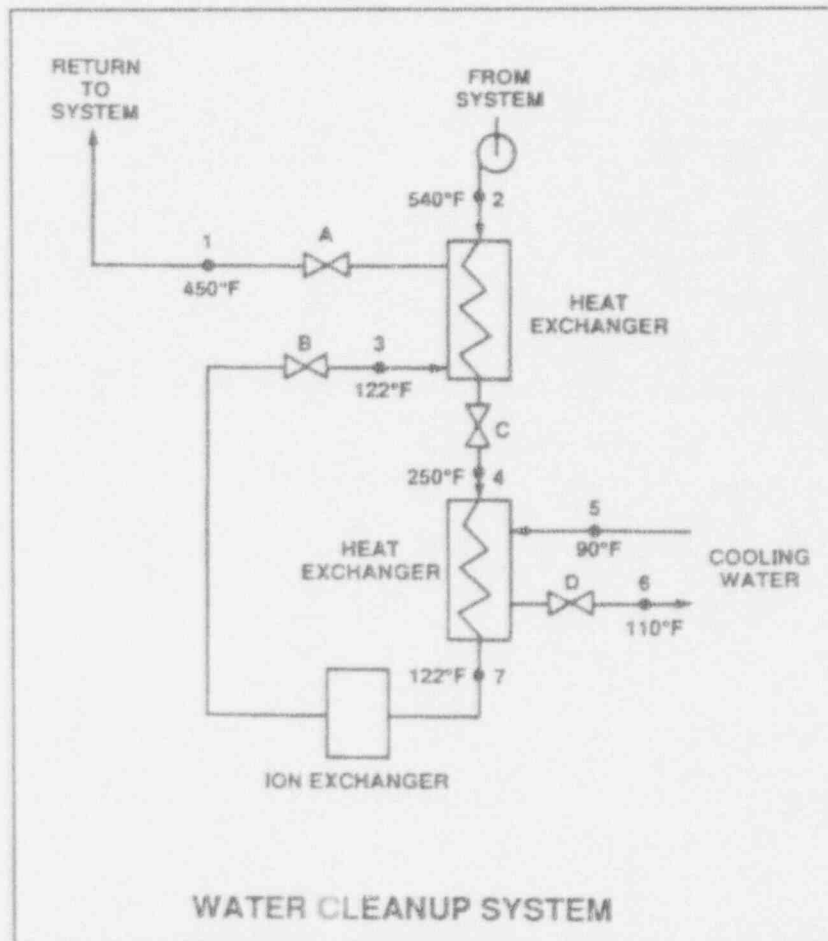 RETURN
TO
SYSTEM
FROM
SYSTEM
540°F 2
1
A
450°F
HEAT
EXCHANGER
B
3
122°F
C
250°F 4
5
90°F
HEAT
EXCHANGER
COOLING
WATER
D
6
110°F
122°F 7
ION EXCHANGER
WATER CLEANUP SYSTEM